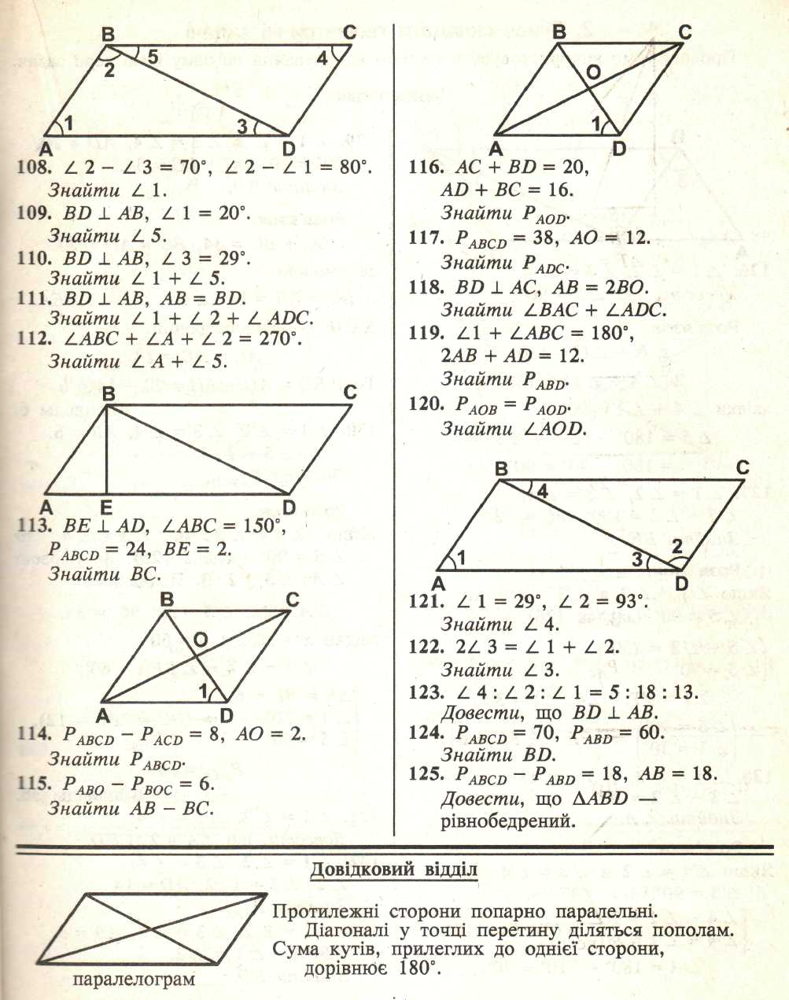 B
C
5
4
2
1
3
A
D
108. ∠ 2 − ∠ 3 = 70°, ∠ 2 − ∠ 1 = 80°.
Знайти ∠ 1.
109. BD ⊥ AB, ∠ 1 = 20°.
Знайти ∠ 5.
110. BD ⊥ AB, ∠ 3 = 29°.
Знайти ∠ 1 + ∠ 5.
111. BD ⊥ AB, AB = BD.
Знайти ∠ 1 + ∠ 2 + ∠ ADC.
112. ∠ABC + ∠A + ∠ 2 = 270°.
Знайти ∠ A + ∠ 5.
B
C
A
E
D
113. BE ⊥ AD, ∠ABC = 150°,
P_ABCD = 24, BE = 2.
Знайти BC.
B
C
O
1
A
D
114. P_ABCD − P_ACD = 8, AO = 2.
Знайти P_ABCD.
115. P_ABO − P_BOC = 6.
Знайти AB − BC.
B
C
O
1
A
D
116. AC + BD = 20,
AD + BC = 16.
Знайти P_AOD.
117. P_ABCD = 38, AO = 12.
Знайти P_ADC.
118. BD ⊥ AC, AB = 2BO.
Знайти ∠BAC + ∠ADC.
119. ∠1 + ∠ABC = 180°,
2AB + AD = 12.
Знайти P_ABD.
120. P_AOB = P_AOD.
Знайти ∠AOD.
B
C
4
2
1
3
A
D
121. ∠ 1 = 29°, ∠ 2 = 93°.
Знайти ∠ 4.
122. 2∠ 3 = ∠ 1 + ∠ 2.
Знайти ∠ 3.
123. ∠ 4 : ∠ 2 : ∠ 1 = 5 : 18 : 13.
Довести, що BD ⊥ AB.
124. P_ABCD = 70, P_ABD = 60.
Знайти BD.
125. P_ABCD − P_ABD = 18, AB = 18.
Довести, що ΔABD —
рівнобедрений.
Довідковий відділ
паралелограм
Протилежні сторони попарно паралельні.
Діагоналі у точці перетину діляться пополам.
Сума кутів, прилеглих до однієї сторони,
дорівнює 180°.